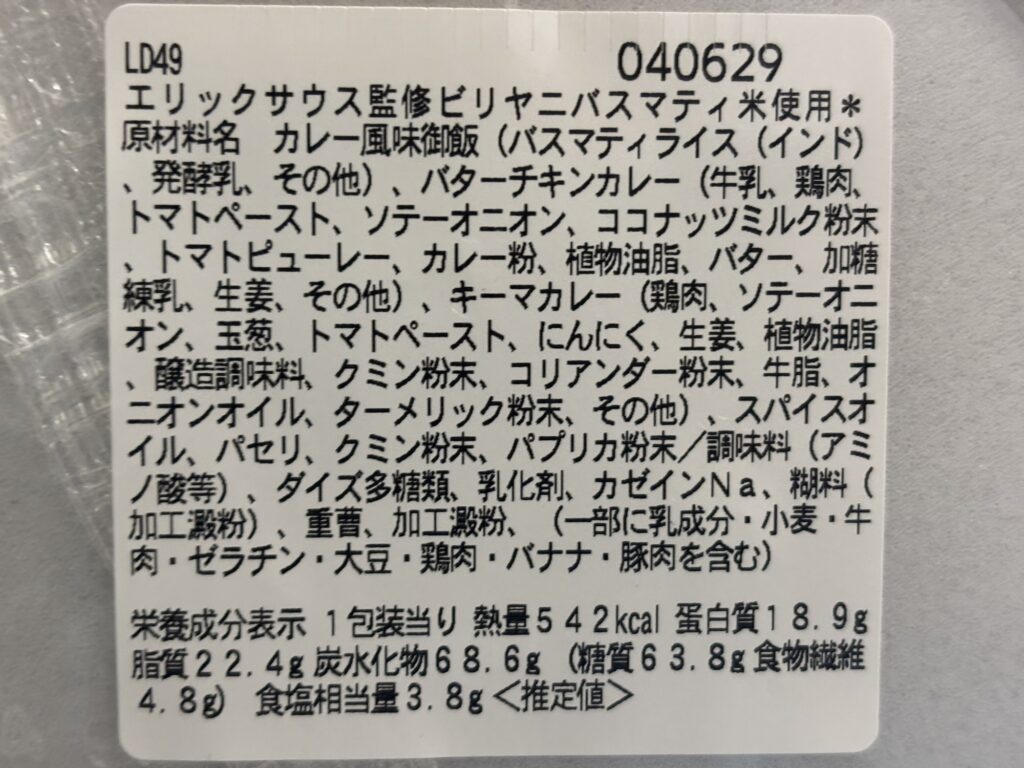 LD49
040629
エリックサウス監修ビリヤニバスマティ米使用＊
原材料名　カレー風味御飯（バスマティライス（インド）
、発酵乳、その他）、バターチキンカレー（牛乳、鶏肉、
トマトペースト、ソテーオニオン、ココナッツミルク粉末
、トマトピューレー、カレー粉、植物油脂、バター、加糖
練乳、生姜、その他）、キーマカレー（鶏肉、ソテーオニ
オン、玉葱、トマトペースト、にんにく、生姜、植物油脂
、醸造調味料、クミン粉末、コリアンダー粉末、牛脂、オ
ニオンオイル、ターメリック粉末、その他）、スパイスオ
イル、パセリ、クミン粉末、パプリカ粉末／調味料（アミ
ノ酸等）、ダイズ多糖類、乳化剤、カゼインＮａ、糊料（
加工澱粉）、重曹、加工澱粉、（一部に乳成分・小麦・牛
肉・ゼラチン・大豆・鶏肉・バナナ・豚肉を含む）
栄養成分表示　１包装当り　熱量５４２kcal　蛋白質１８．９g
脂質２２．４g 炭水化物６８．６g （糖質６３．８g 食物繊維
４．８g）　食塩相当量３．８g ＜推定値＞